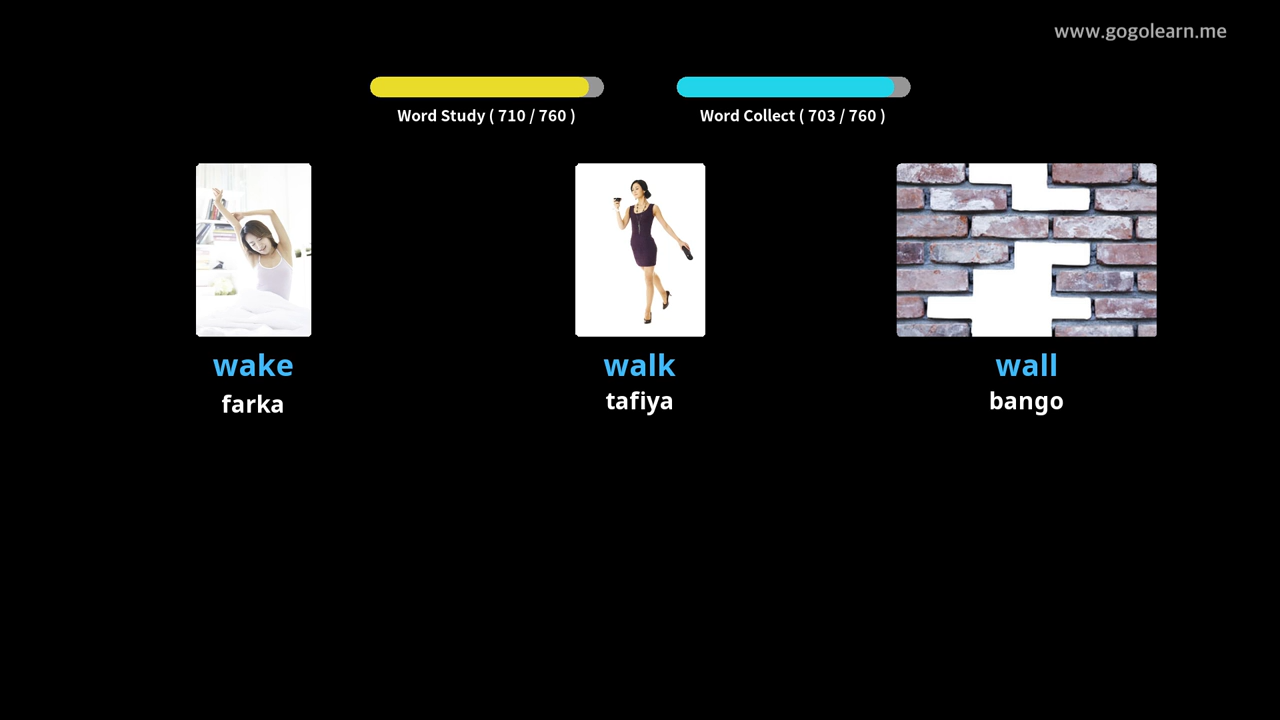 www.gogolearn.me
Word Study ( 710 / 760 )
Word Collect ( 703 / 760 )
wake
farka
walk
tafiya
wall
bango